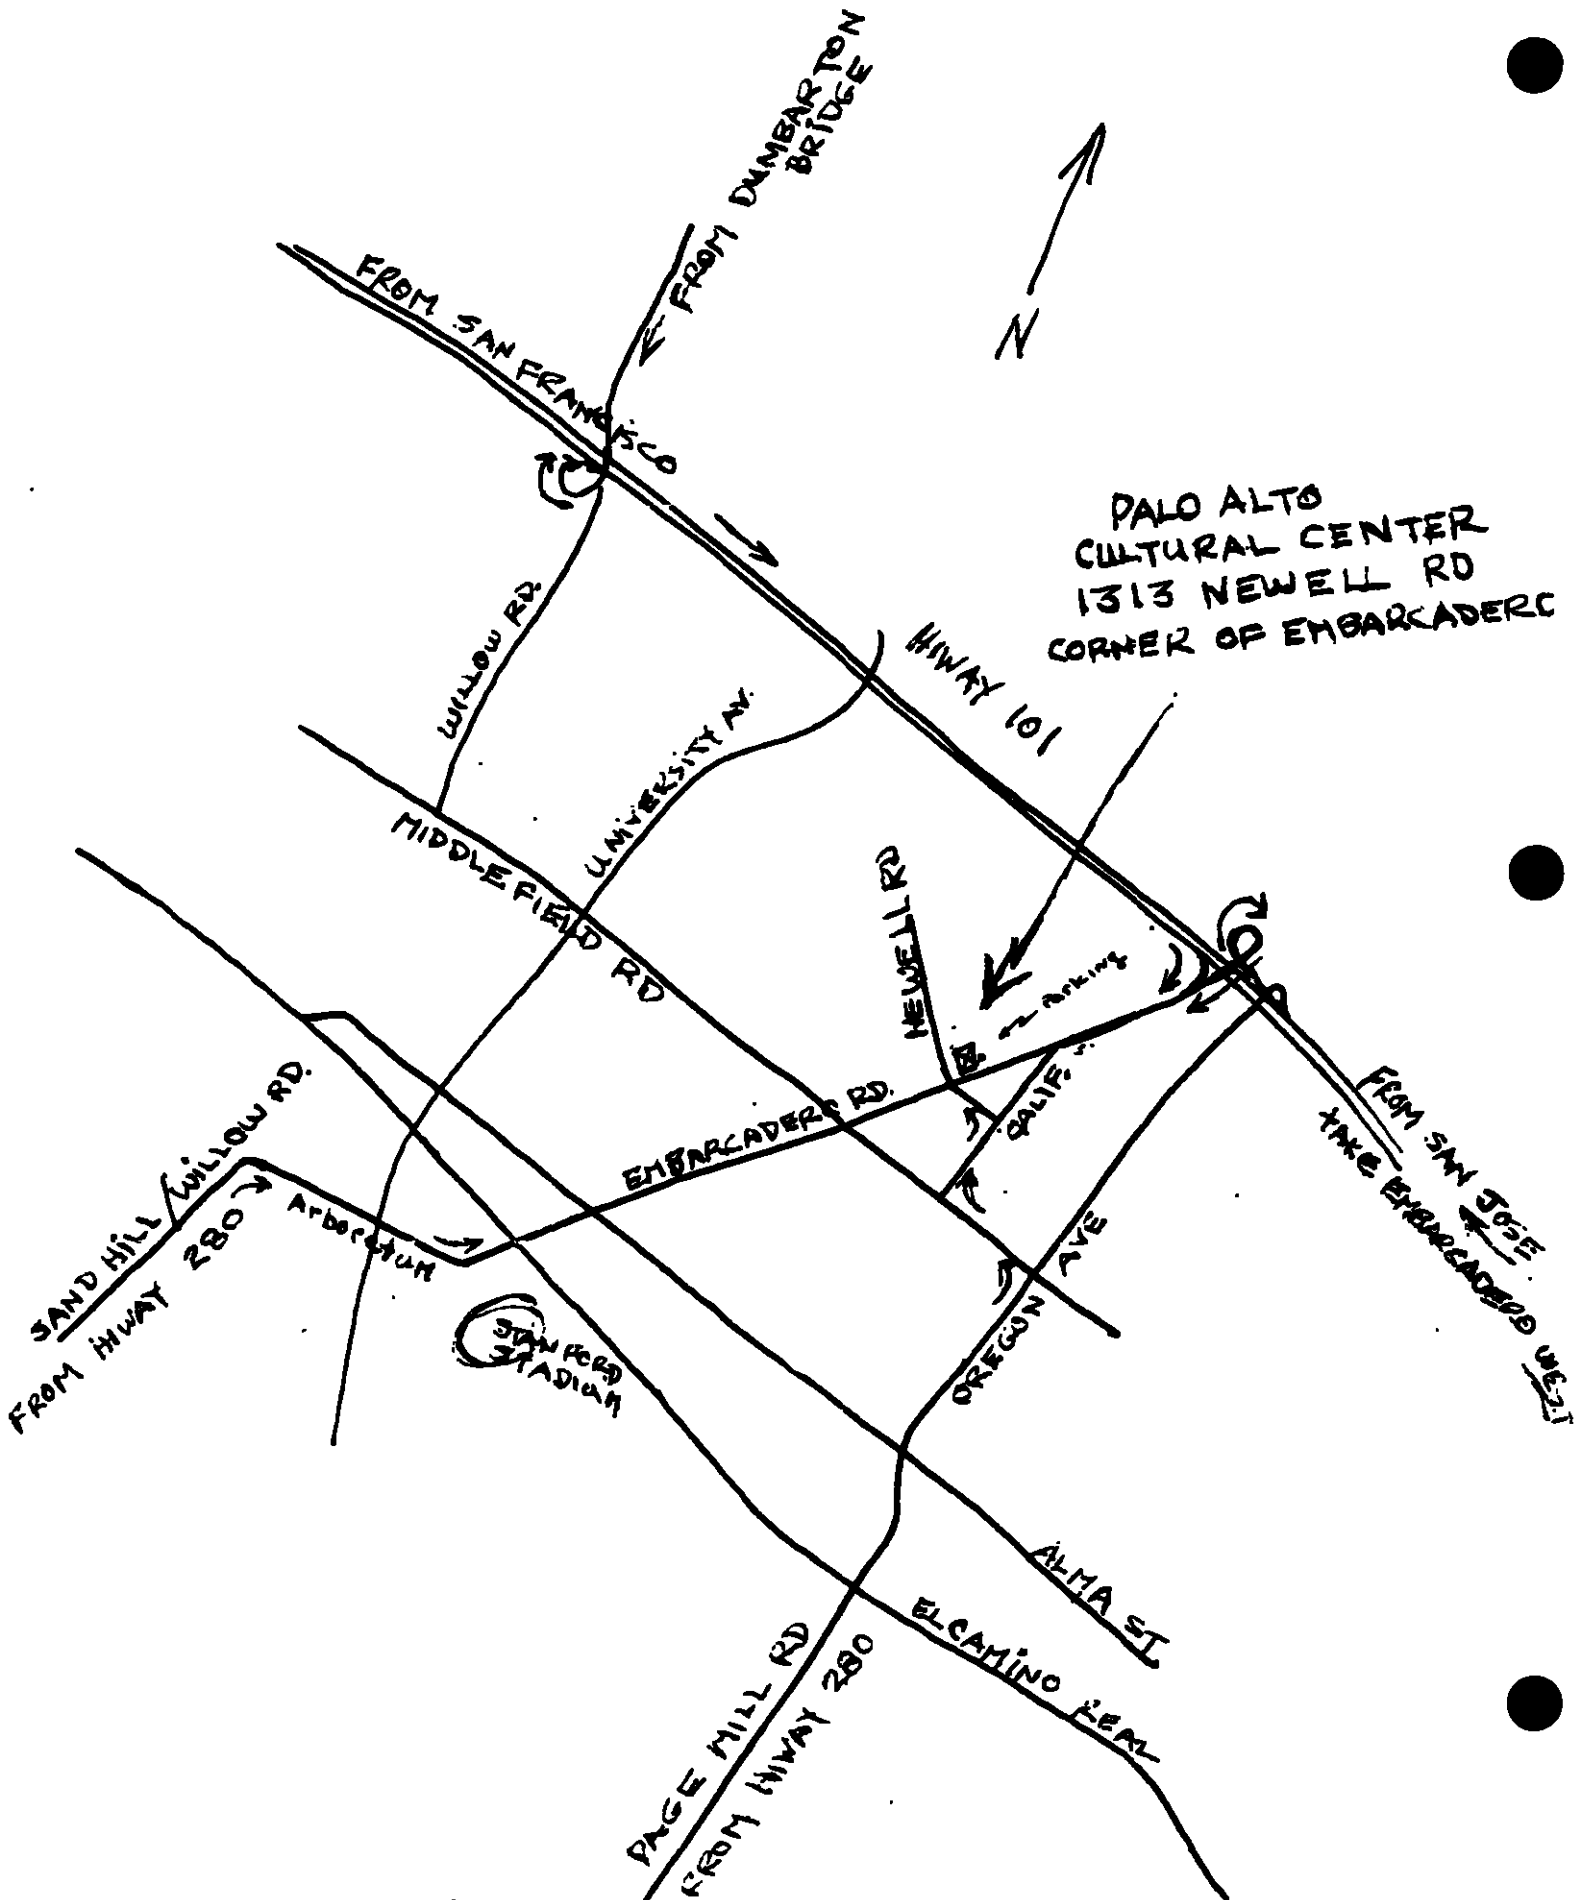 FROM DUMBARTON
BRIDGE
FROM SAN FRANCISCO
N
PALO ALTO
CULTURAL CENTER
1313 NEWELL RD
CORNER OF EMBARCADERO
HIWAY 101
WILLOW RD.
UNIVERSITY AV.
MIDDLEFIELD RD
NEWELL RD
Parking
CALIF.
EMBARCADERO RD.
FROM SAN JOSE
TAKE EMBARCADERO WEST
SAND HILL/WILLOW RD.
FROM HIWAY 280
Arboretum
STANFORD
STADIUM
OREGON AVE
ALMA ST
EL CAMINO REAL
PAGE MILL RD
FROM HIWAY 280